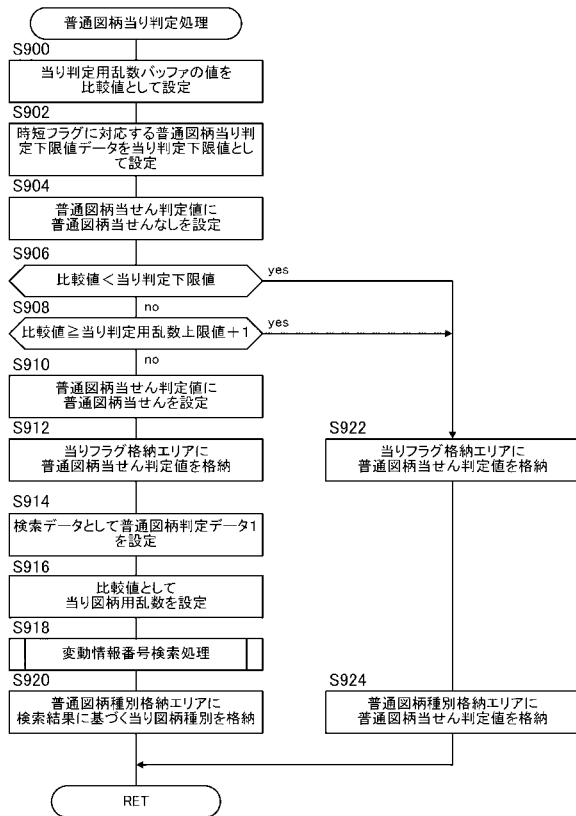 普通図柄当り判定処理
S900
当り判定用乱数バッファの値を
比較値として設定
S902
時短フラグに対応する普通図柄当り判
定下限値データを当り判定下限値とし
て設定
S904
普通図柄当せん判定値に
普通図柄当せんなしを設定
S906
比較値<当り判定下限値
yes
no
S908
比較値≧当り判定用乱数上限値+1
yes
no
S910
普通図柄当せん判定値に
普通図柄当せんを設定
S912
当りフラグ格納エリアに
普通図柄当せん判定値を格納
S922
当りフラグ格納エリアに
普通図柄当せん判定値を格納
S914
検索データとして普通図柄判定データ1
を設定
S916
比較値として
当り図柄用乱数を設定
S918
変動情報番号検索処理
S920
普通図柄種別格納エリアに
検索結果に基づく当り図柄種別を格納
S924
普通図柄種別格納エリアに
普通図柄当せん判定値を格納
RET